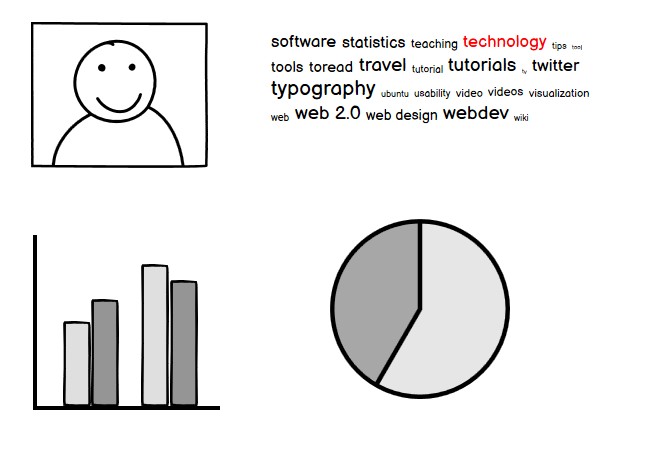 software statistics teaching technology tips tool
tools toread travel tutorial tutorials tv twitter
typography ubuntu usability video videos visualization
web web 2.0 web design webdev wiki